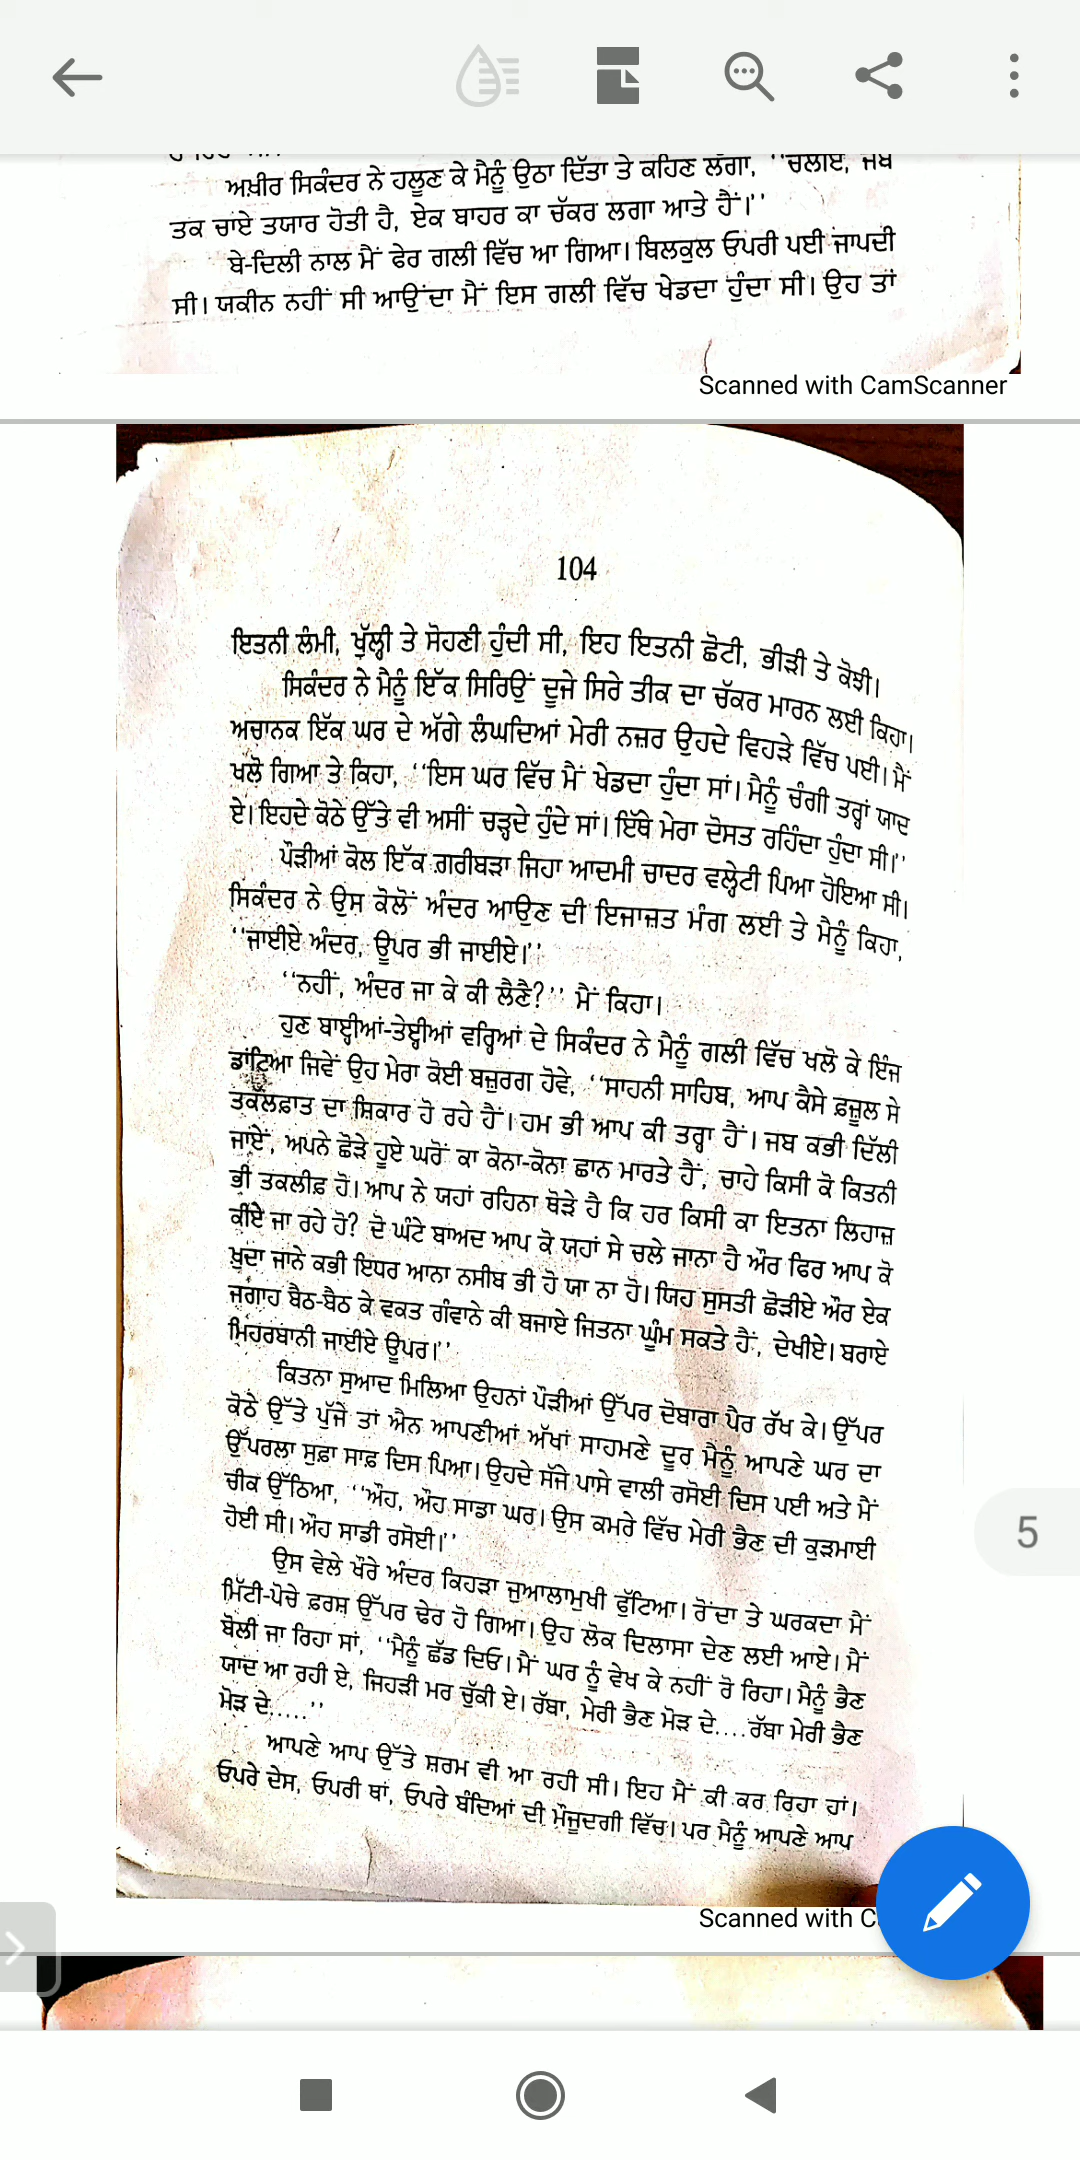 ਅਖ਼ੀਰ ਸਿਕੰਦਰ ਨੇ ਹਲੂਣ ਕੇ ਮੈਨੂੰ ਉਠਾ ਦਿੱਤਾ ਤੇ ਕਹਿਣ ਲੱਗਾ, ‘‘ਚਲੀਏ, ਜਬ
ਤਕ ਚਾਏ ਤਯਾਰ ਹੋਤੀ ਹੈ, ਏਕ ਬਾਹਰ ਕਾ ਚੱਕਰ ਲਗਾ ਆਤੇ ਹੈਂ।’’
ਬੇ-ਦਿਲੀ ਨਾਲ ਮੈਂ ਫੇਰ ਗਲੀ ਵਿੱਚ ਆ ਗਿਆ। ਬਿਲਕੁਲ ਓਪਰੀ ਪਈ ਜਾਪਦੀ
ਸੀ। ਯਕੀਨ ਨਹੀਂ ਸੀ ਆਉਂਦਾ ਮੈਂ ਇਸ ਗਲੀ ਵਿੱਚ ਖੇਡਦਾ ਹੁੰਦਾ ਸੀ। ਉਹ ਤਾਂ
Scanned with CamScanner
104
ਇਤਨੀ ਲੰਮੀ, ਖੁੱਲ੍ਹੀ ਤੇ ਸੋਹਣੀ ਹੁੰਦੀ ਸੀ, ਇਹ ਇਤਨੀ ਛੋਟੀ, ਭੀੜੀ ਤੇ ਕੋਝੀ।
ਸਿਕੰਦਰ ਨੇ ਮੈਨੂੰ ਇੱਕ ਸਿਰਿਉਂ ਦੂਜੇ ਸਿਰੇ ਤੀਕ ਦਾ ਚੱਕਰ ਮਾਰਨ ਲਈ ਕਿਹਾ।
ਅਚਾਨਕ ਇੱਕ ਘਰ ਦੇ ਅੱਗੇ ਲੰਘਦਿਆਂ ਮੇਰੀ ਨਜ਼ਰ ਉਹਦੇ ਵਿਹੜੇ ਵਿੱਚ ਪਈ। ਮੈਂ
ਖਲੋ ਗਿਆ ਤੇ ਕਿਹਾ, ‘‘ਇਸ ਘਰ ਵਿੱਚ ਮੈਂ ਖੇਡਦਾ ਹੁੰਦਾ ਸਾਂ। ਮੈਨੂੰ ਚੰਗੀ ਤਰ੍ਹਾਂ ਯਾਦ
ਏ। ਇਹਦੇ ਕੋਠੇ ਉੱਤੇ ਵੀ ਅਸੀਂ ਚੜ੍ਹਦੇ ਹੁੰਦੇ ਸਾਂ। ਇੱਥੇ ਮੇਰਾ ਦੋਸਤ ਰਹਿੰਦਾ ਹੁੰਦਾ ਸੀ।’’
ਪੌੜੀਆਂ ਕੋਲ ਇੱਕ ਗ਼ਰੀਬੜਾ ਜਿਹਾ ਆਦਮੀ ਚਾਦਰ ਵਲ੍ਹੇਟੀ ਪਿਆ ਹੋਇਆ ਸੀ।
ਸਿਕੰਦਰ ਨੇ ਉਸ ਕੋਲੋਂ ਅੰਦਰ ਆਉਣ ਦੀ ਇਜਾਜ਼ਤ ਮੰਗ ਲਈ ਤੇ ਮੈਨੂੰ ਕਿਹਾ,
‘‘ਜਾਈਏ ਅੰਦਰ, ਊਪਰ ਭੀ ਜਾਈਏ।’’
‘‘ਨਹੀਂ, ਅੰਦਰ ਜਾ ਕੇ ਕੀ ਲੈਣੈ?’’ ਮੈਂ ਕਿਹਾ।
ਹੁਣ ਬਾਈਆਂ-ਤੇਈਆਂ ਵਰ੍ਹਿਆਂ ਦੇ ਸਿਕੰਦਰ ਨੇ ਮੈਨੂੰ ਗਲੀ ਵਿੱਚ ਖਲੋ ਕੇ ਇੰਜ
ਡਾਂਟਿਆ ਜਿਵੇਂ ਉਹ ਮੇਰਾ ਕੋਈ ਬਜ਼ੁਰਗ ਹੋਵੇ, ‘‘ਸਾਹਨੀ ਸਾਹਿਬ, ਆਪ ਕੈਸੇ ਫ਼ਜ਼ੂਲ ਸੇ
ਤਕੱਲਫ਼ਾਤ ਦਾ ਸ਼ਿਕਾਰ ਹੋ ਰਹੇ ਹੈਂ। ਹਮ ਭੀ ਆਪ ਕੀ ਤਰ੍ਹਾ ਹੈਂ। ਜਬ ਕਭੀ ਦਿੱਲੀ
ਜਾਏਂ, ਅਪਨੇ ਛੋੜੇ ਹੂਏ ਘਰੋਂ ਕਾ ਕੋਨਾ-ਕੋਨਾ ਛਾਨ ਮਾਰਤੇ ਹੈਂ, ਚਾਹੇ ਕਿਸੀ ਕੋ ਕਿਤਨੀ
ਭੀ ਤਕਲੀਫ਼ ਹੋ। ਆਪ ਨੇ ਯਹਾਂ ਰਹਿਨਾ ਥੋੜੇ ਹੈ ਕਿ ਹਰ ਕਿਸੀ ਕਾ ਇਤਨਾ ਲਿਹਾਜ਼
ਕੀਏ ਜਾ ਰਹੇ ਹੋ? ਦੋ ਘੰਟੇ ਬਾਅਦ ਆਪ ਕੋ ਯਹਾਂ ਸੇ ਚਲੇ ਜਾਨਾ ਹੈ ਔਰ ਫਿਰ ਆਪ ਕੋ
ਖ਼ੁਦਾ ਜਾਨੇ ਕਭੀ ਇਧਰ ਆਨਾ ਨਸੀਬ ਭੀ ਹੋ ਯਾ ਨਾ ਹੋ। ਯਿਹ ਸੁਸਤੀ ਛੋੜੀਏ ਔਰ ਏਕ
ਜਗਾਹ ਬੈਠ-ਬੈਠ ਕੇ ਵਕਤ ਗੰਵਾਨੇ ਕੀ ਬਜਾਏ ਜਿਤਨਾ ਘੂੰਮ ਸਕਤੇ ਹੈਂ, ਦੇਖੀਏ। ਬਰਾਏ
ਮਿਹਰਬਾਨੀ ਜਾਈਏ ਊਪਰ।’’
ਕਿਤਨਾ ਸੁਆਦ ਮਿਲਿਆ ਉਹਨਾਂ ਪੌੜੀਆਂ ਉੱਪਰ ਦੋਬਾਰਾ ਪੈਰ ਰੱਖ ਕੇ। ਉੱਪਰ
ਕੋਠੇ ਉੱਤੇ ਪੁੱਜੇ ਤਾਂ ਐਨ ਆਪਣੀਆਂ ਅੱਖਾਂ ਸਾਹਮਣੇ ਦੂਰ ਮੈਨੂੰ ਆਪਣੇ ਘਰ ਦਾ
ਉੱਪਰਲਾ ਸੁਫ਼ਾ ਸਾਫ਼ ਦਿਸ ਪਿਆ। ਉਹਦੇ ਸੱਜੇ ਪਾਸੇ ਵਾਲੀ ਰਸੋਈ ਦਿਸ ਪਈ ਅਤੇ ਮੈਂ
ਚੀਕ ਉੱਠਿਆ, ‘‘ਔਹ, ਔਹ ਸਾਡਾ ਘਰ। ਉਸ ਕਮਰੇ ਵਿੱਚ ਮੇਰੀ ਭੈਣ ਦੀ ਕੁੜਮਾਈ
ਹੋਈ ਸੀ। ਔਹ ਸਾਡੀ ਰਸੋਈ।’’
ਉਸ ਵੇਲੇ ਖੌਰੇ ਅੰਦਰ ਕਿਹੜਾ ਜੁਆਲਾਮੁਖੀ ਫੁੱਟਿਆ। ਰੋਂਦਾ ਤੇ ਘਰਕਦਾ ਮੈਂ
ਮਿੱਟੀ-ਪੋਚੇ ਫ਼ਰਸ਼ ਉੱਪਰ ਢੇਰ ਹੋ ਗਿਆ। ਉਹ ਲੋਕ ਦਿਲਾਸਾ ਦੇਣ ਲਈ ਆਏ। ਮੈਂ
ਬੋਲੀ ਜਾ ਰਿਹਾ ਸਾਂ, ‘‘ਮੈਨੂੰ ਛੱਡ ਦਿਓ। ਮੈਂ ਘਰ ਨੂੰ ਵੇਖ ਕੇ ਨਹੀਂ ਰੋ ਰਿਹਾ। ਮੈਨੂੰ ਭੈਣ
ਯਾਦ ਆ ਰਹੀ ਏ, ਜਿਹੜੀ ਮਰ ਚੁੱਕੀ ਏ। ਰੱਬਾ, ਮੇਰੀ ਭੈਣ ਮੋੜ ਦੇ....ਰੱਬਾ ਮੇਰੀ ਭੈਣ
ਮੋੜ ਦੇ.....’’
ਆਪਣੇ ਆਪ ਉੱਤੇ ਸ਼ਰਮ ਵੀ ਆ ਰਹੀ ਸੀ। ਇਹ ਮੈਂ ਕੀ ਕਰ ਰਿਹਾ ਹਾਂ।
ਓਪਰੇ ਦੇਸ, ਓਪਰੀ ਥਾਂ, ਓਪਰੇ ਬੰਦਿਆਂ ਦੀ ਮੌਜੂਦਗੀ ਵਿੱਚ। ਪਰ ਮੈਨੂੰ ਆਪਣੇ ਆਪ
5
Scanned with C